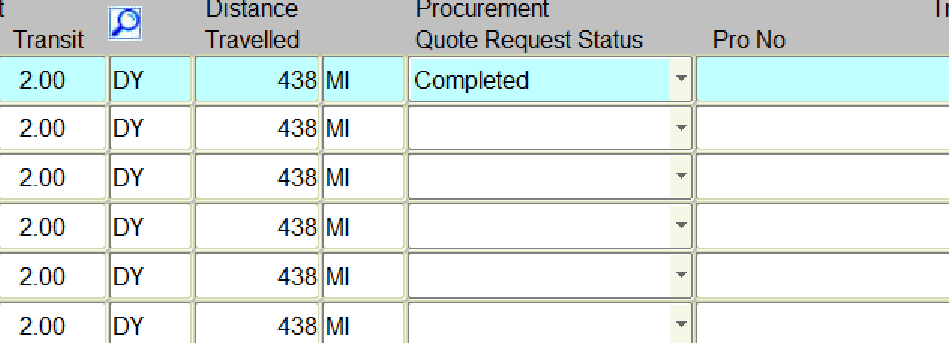 t Distance Procurement Tr
Transit Travelled Quote Request Status Pro No
2.00 DY 438 MI Completed
2.00 DY 438 MI
2.00 DY 438 MI
2.00 DY 438 MI
2.00 DY 438 MI
2.00 DY 438 MI